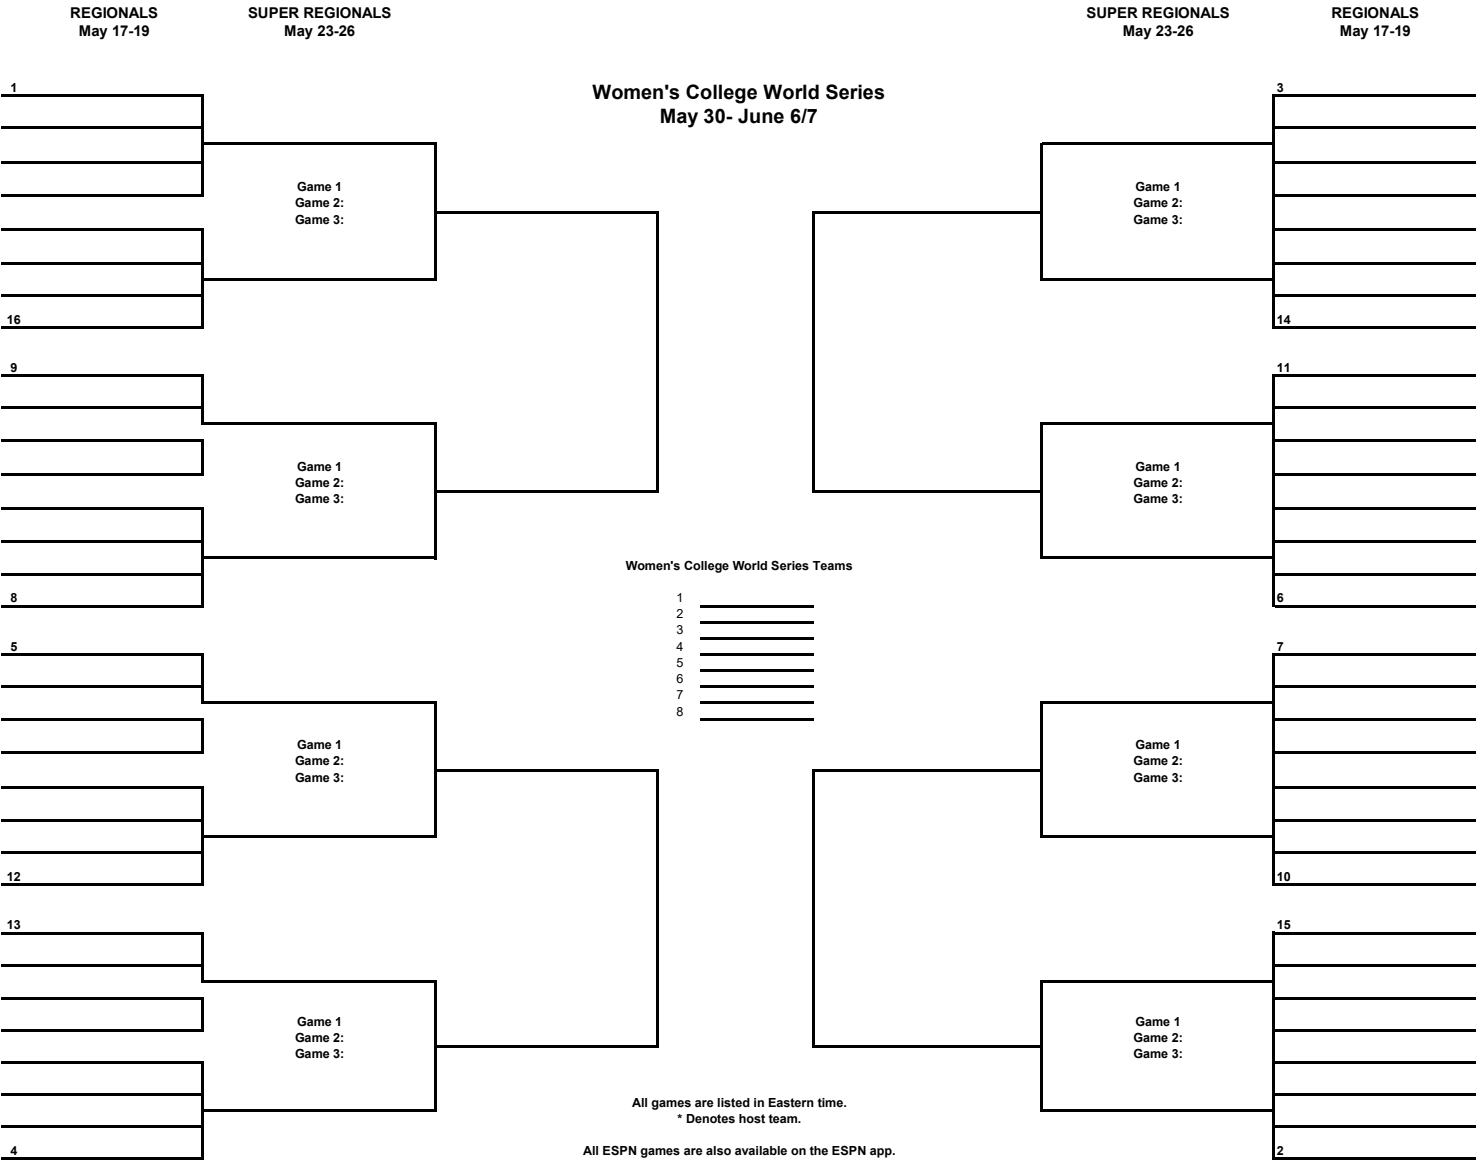 REGIONALS
May 17-19
SUPER REGIONALS
May 23-26
SUPER REGIONALS
May 23-26
REGIONALS
May 17-19
Women's College World Series
May 30- June 6/7
1
Game 1
Game 2:
Game 3:
16
9
Game 1
Game 2:
Game 3:
8
5
Game 1
Game 2:
Game 3:
12
13
Game 1
Game 2:
Game 3:
4
Women's College World Series Teams
1
2
3
4
5
6
7
8
All games are listed in Eastern time.
* Denotes host team.
All ESPN games are also available on the ESPN app.
3
Game 1
Game 2:
Game 3:
14
11
Game 1
Game 2:
Game 3:
6
7
Game 1
Game 2:
Game 3:
10
15
Game 1
Game 2:
Game 3:
2